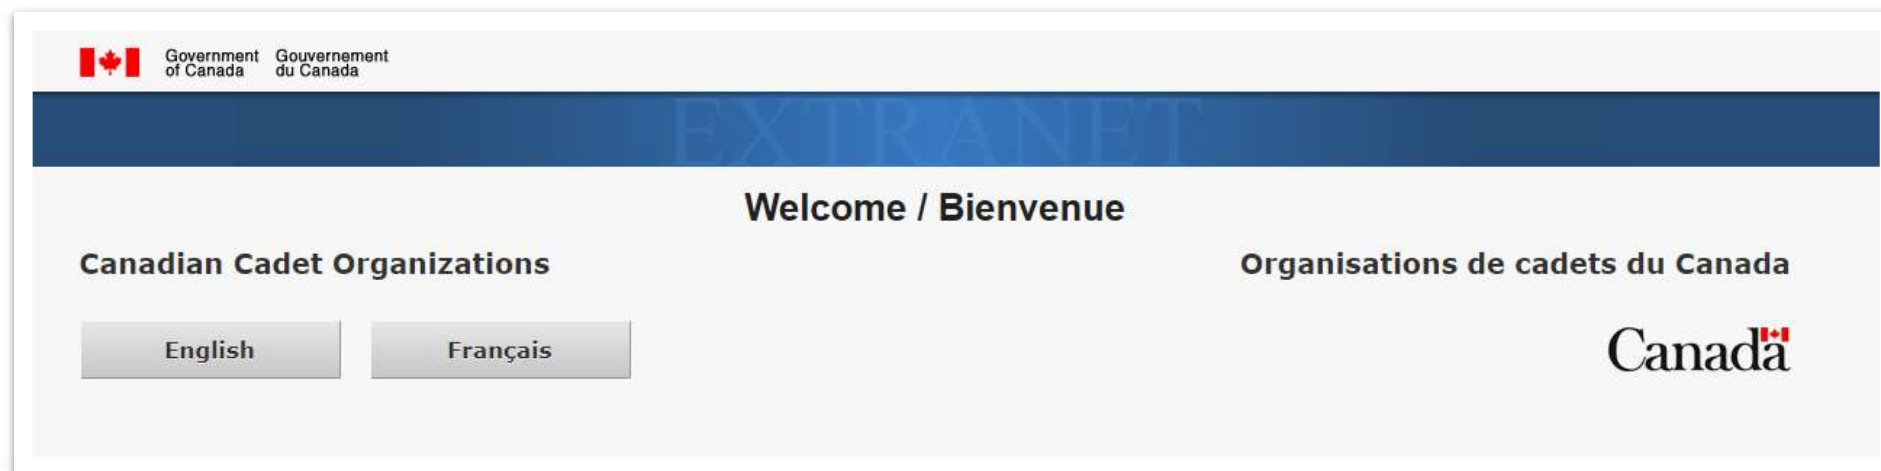 Government of Canada
Gouvernement du Canada
EXTRANET
Welcome / Bienvenue
Canadian Cadet Organizations
Organisations de cadets du Canada
English
Français
Canada